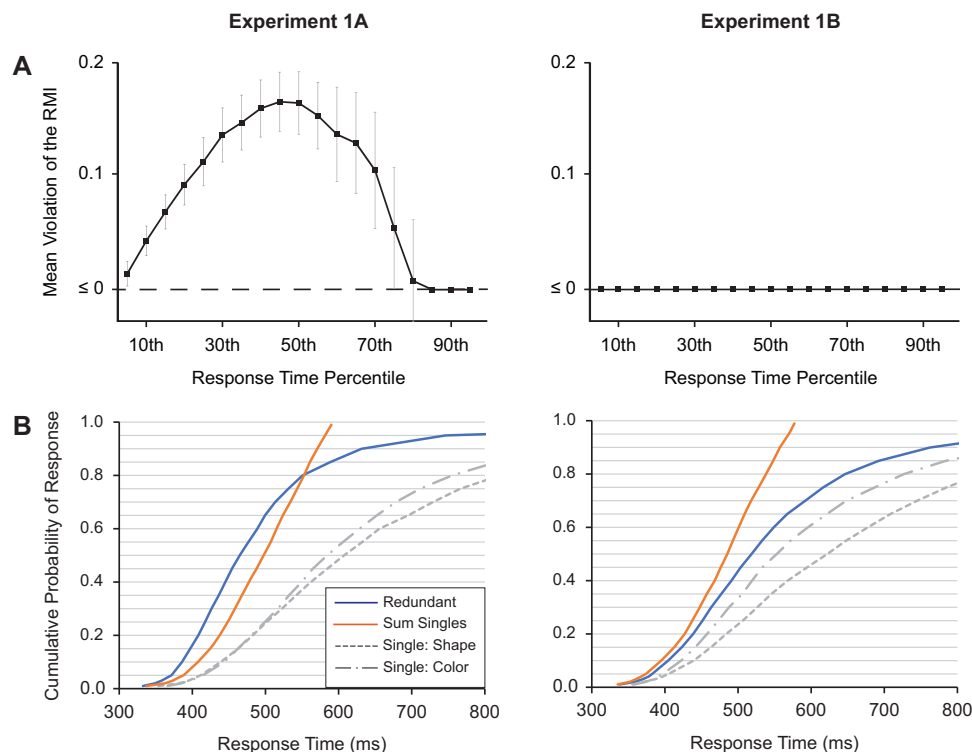 Experiment 1A
Experiment 1B
A
Mean Violation of the RMI
0.2
0.1
≤ 0
10th 30th 50th 70th 90th
Response Time Percentile
0.2
0.1
≤ 0
10th 30th 50th 70th 90th
Response Time Percentile
B
Cumulative Probability of Response
1.0
0.8
0.6
0.4
0.2
0.0
300 400 500 600 700 800
Response Time (ms)
Redundant
Sum Singles
Single: Shape
Single: Color
1.0
0.8
0.6
0.4
0.2
0.0
300 400 500 600 700 800
Response Time (ms)